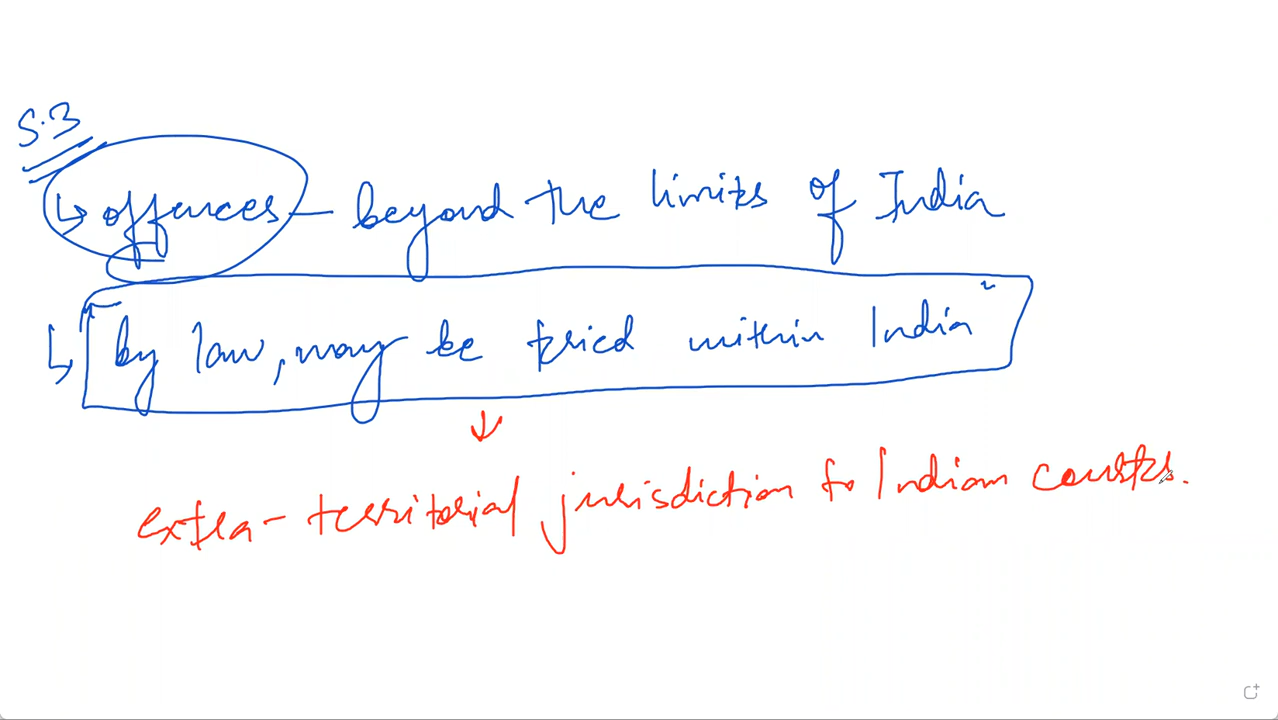 S.3
↳ offences – beyond the limits of India
↳ "by law, may be tried within India"
↓
extra-territorial jurisdiction to Indian courts.